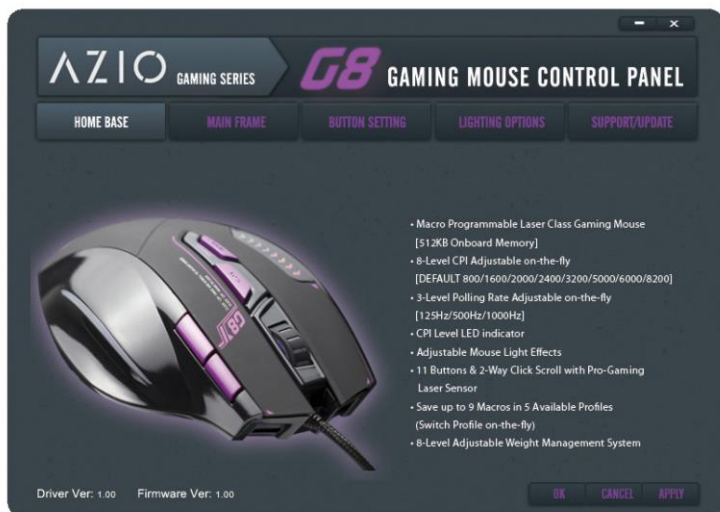 AZIO GAMING SERIES G8 GAMING MOUSE CONTROL PANEL
HOME BASE MAIN FRAME BUTTON SETTING LIGHTING OPTIONS SUPPORT/UPDATE
• Macro Programmable Laser Class Gaming Mouse
[512KB Onboard Memory]
• 8-Level CPI Adjustable on-the-fly
[DEFAULT 800/1600/2000/2400/3200/5000/6000/8200]
• 3-Level Polling Rate Adjustable on-the-fly
[125Hz/500Hz/1000Hz]
• CPI Level LED indicator
• Adjustable Mouse Light Effects
• 11 Buttons & 2-Way Click Scroll with Pro-Gaming
Laser Sensor
• Save up to 9 Macros in 5 Available Profiles
(Switch Profile on-the-fly)
• 8-Level Adjustable Weight Management System
G8
Driver Ver: 1.00 Firmware Ver: 1.00
OK CANCEL APPLY